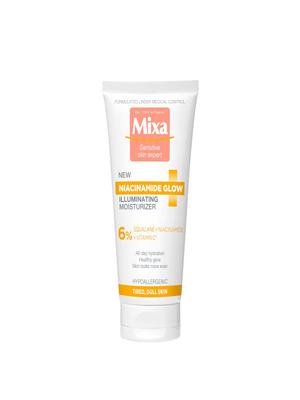 FORMULATED UNDER MEDICAL CONTROL
Mixa
Sensitive
skin expert
NEW
NIACINAMIDE GLOW
ILLUMINATING
MOISTURIZER
6% SQUALANE+NIACINAMIDE
+VITAMIN C*
All day hydration
Healthy glow
Skin looks more even
HYPOALLERGENIC
TIRED, DULL SKIN